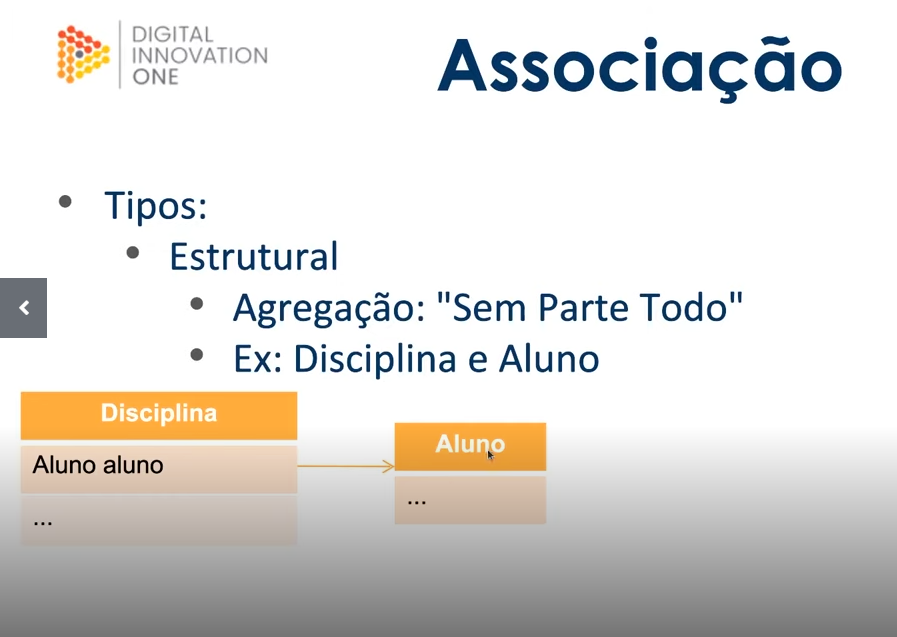 DIGITAL
INNOVATION
ONE
Associação
Tipos:
Estrutural
Agregação: "Sem Parte Todo"
Ex: Disciplina e Aluno
Disciplina
Aluno aluno
...
Aluno
...